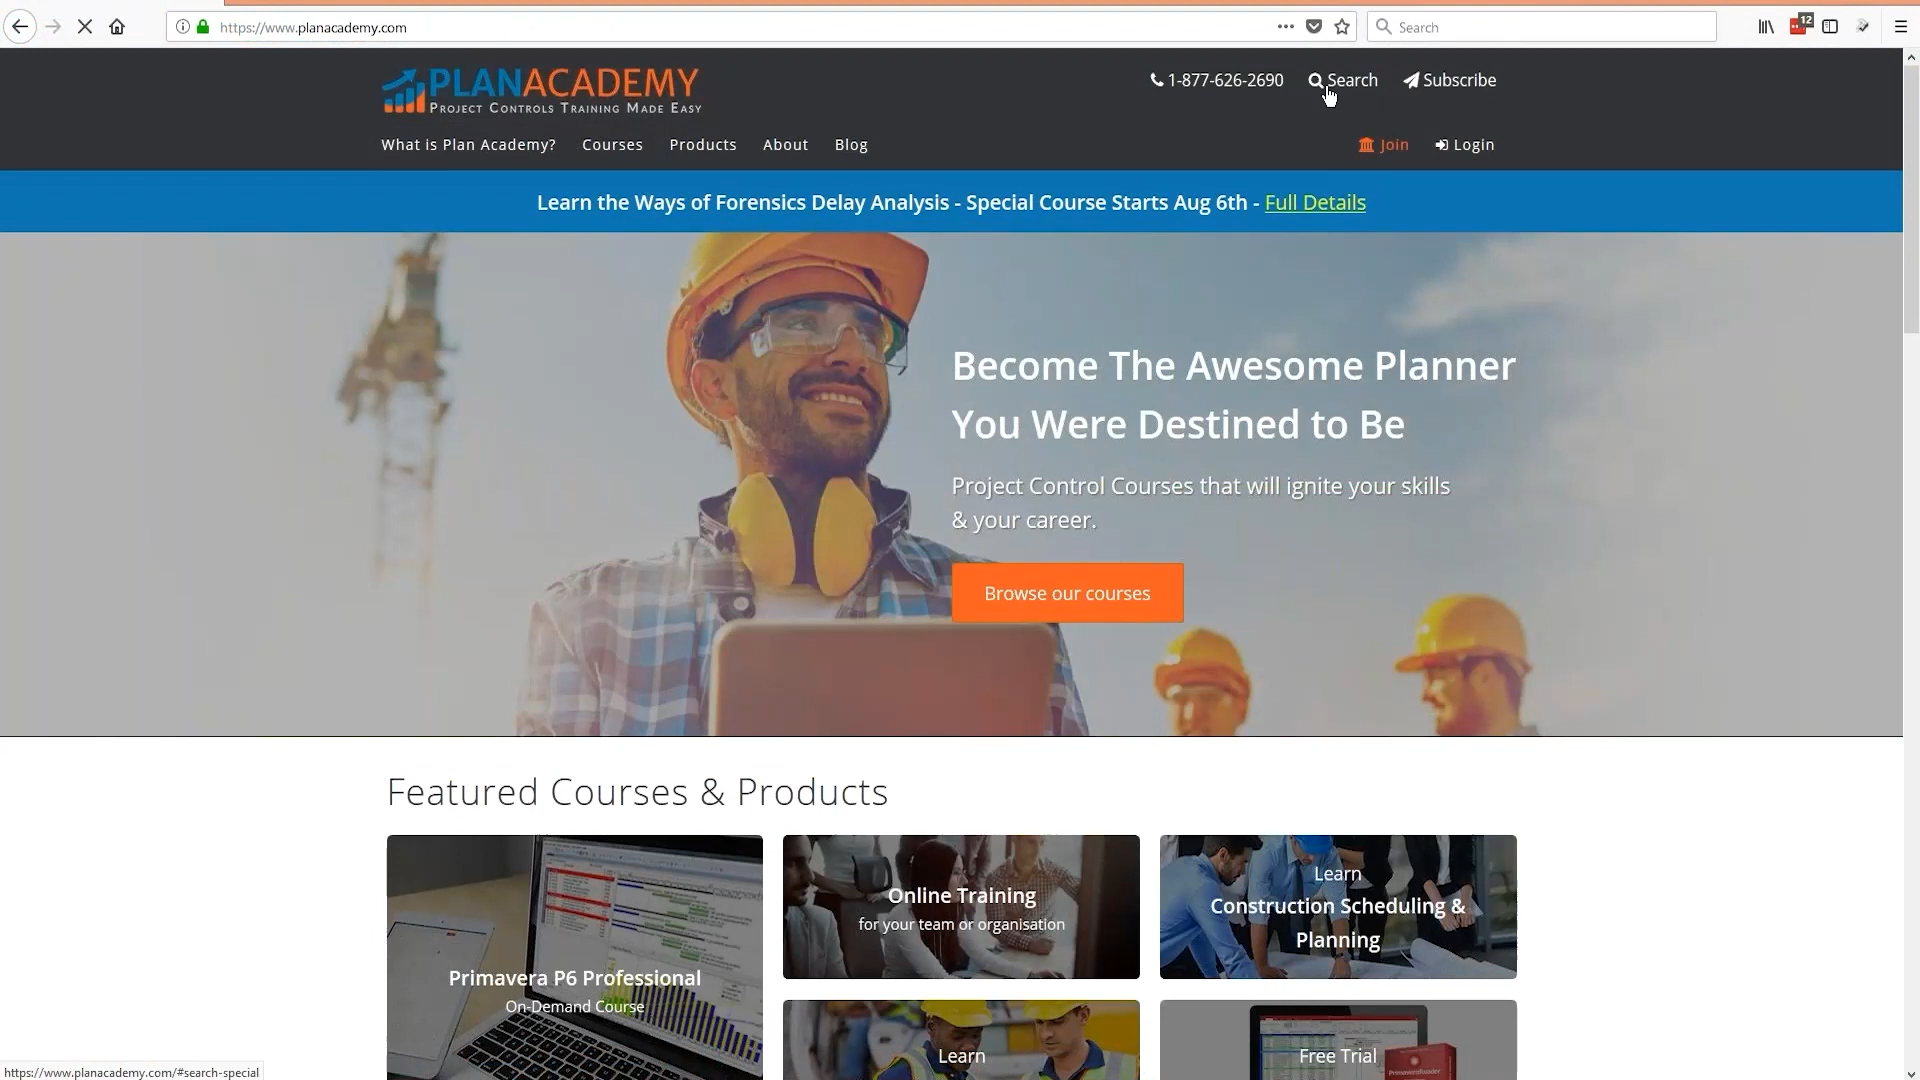 https://www.planacademy.com
Search
12
PLANACADEMY
PROJECT CONTROLS TRAINING MADE EASY
1-877-626-2690
Search
Subscribe
What is Plan Academy?
Courses
Products
About
Blog
Join
Login
Learn the Ways of Forensics Delay Analysis - Special Course Starts Aug 6th - Full Details
Become The Awesome Planner
You Were Destined to Be
Project Control Courses that will ignite your skills
& your career.
Browse our courses
Featured Courses & Products
Primavera P6 Professional
On-Demand Course
Online Training
for your team or organisation
Learn
Construction Scheduling &
Planning
Learn
Free Trial
https://www.planacademy.com/#search-special